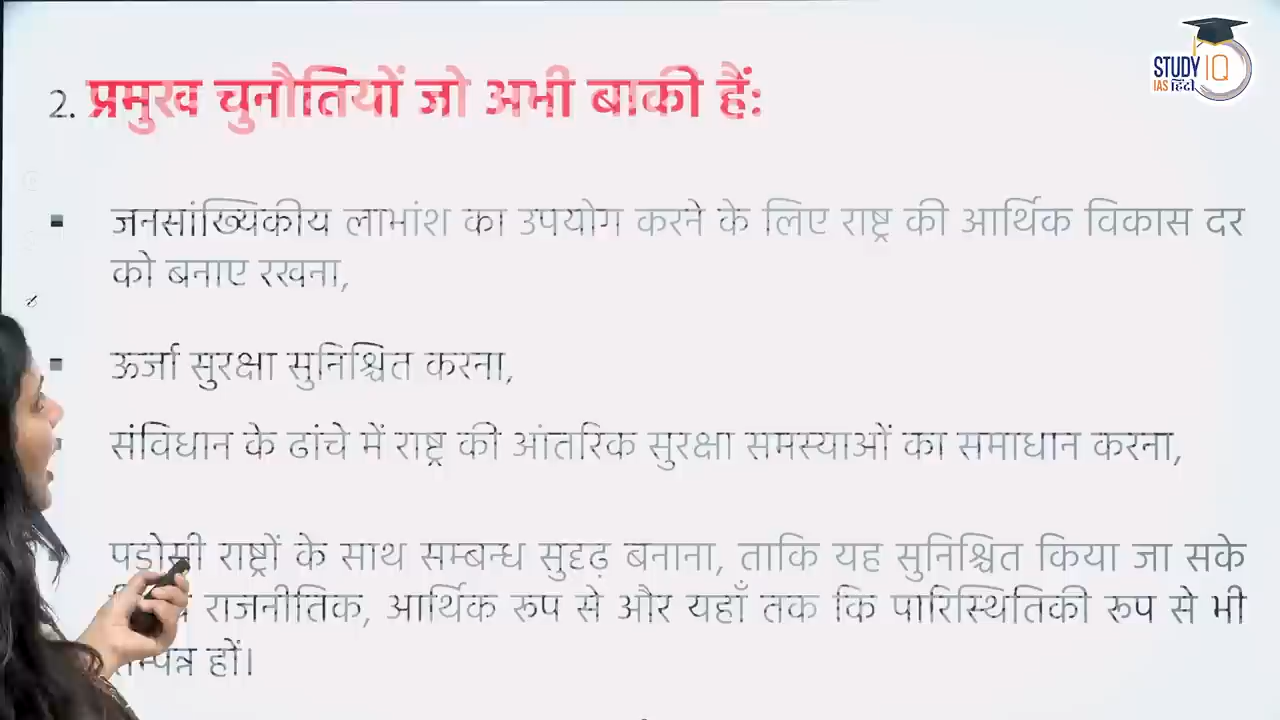 STUDY IQ
IAS हिंदी
2. प्रमुख चुनौतियों जो अभी बाकी हैं:
▪ जनसांख्यिकीय लाभांश का उपयोग करने के लिए राष्ट्र की आर्थिक विकास दर
को बनाए रखना,
▪ ऊर्जा सुरक्षा सुनिश्चित करना,
संविधान के ढांचे में राष्ट्र की आंतरिक सुरक्षा समस्याओं का समाधान करना,
पड़ोसी राष्ट्रों के साथ सम्बन्ध सुदृढ़ बनाना, ताकि यह सुनिश्चित किया जा सके
राजनीतिक, आर्थिक रूप से और यहाँ तक कि पारिस्थितिकी रूप से भी
हों।